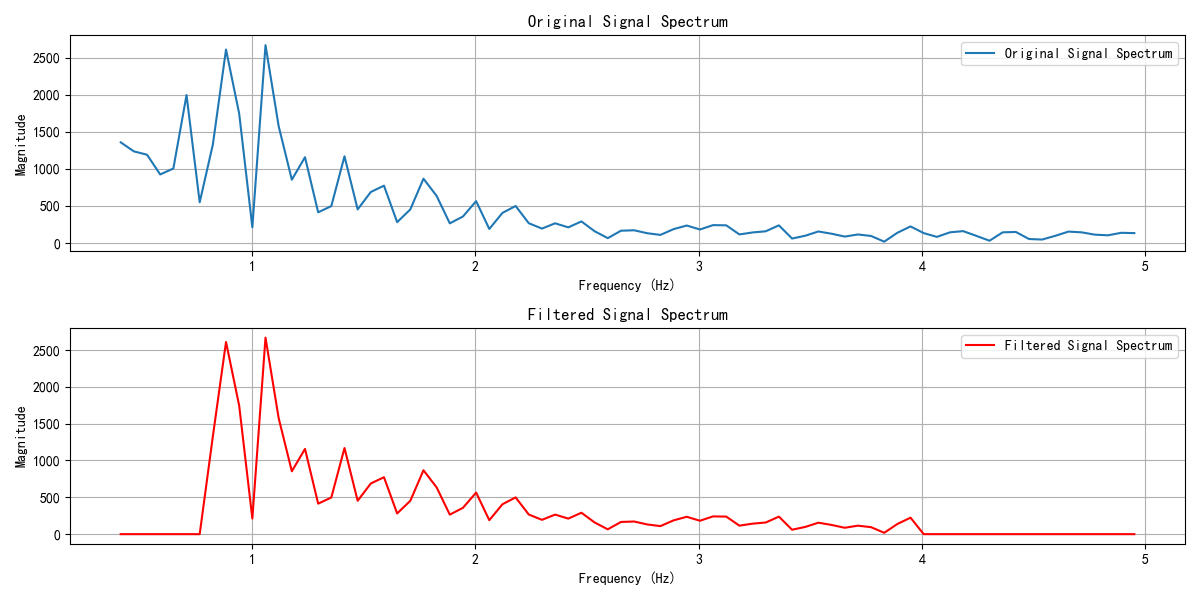 Original Signal Spectrum
Original Signal Spectrum
Magnitude
2500
2000
1500
1000
500
0
1
2
3
4
5
Frequency (Hz)
Filtered Signal Spectrum
Filtered Signal Spectrum
Magnitude
2500
2000
1500
1000
500
0
1
2
3
4
5
Frequency (Hz)